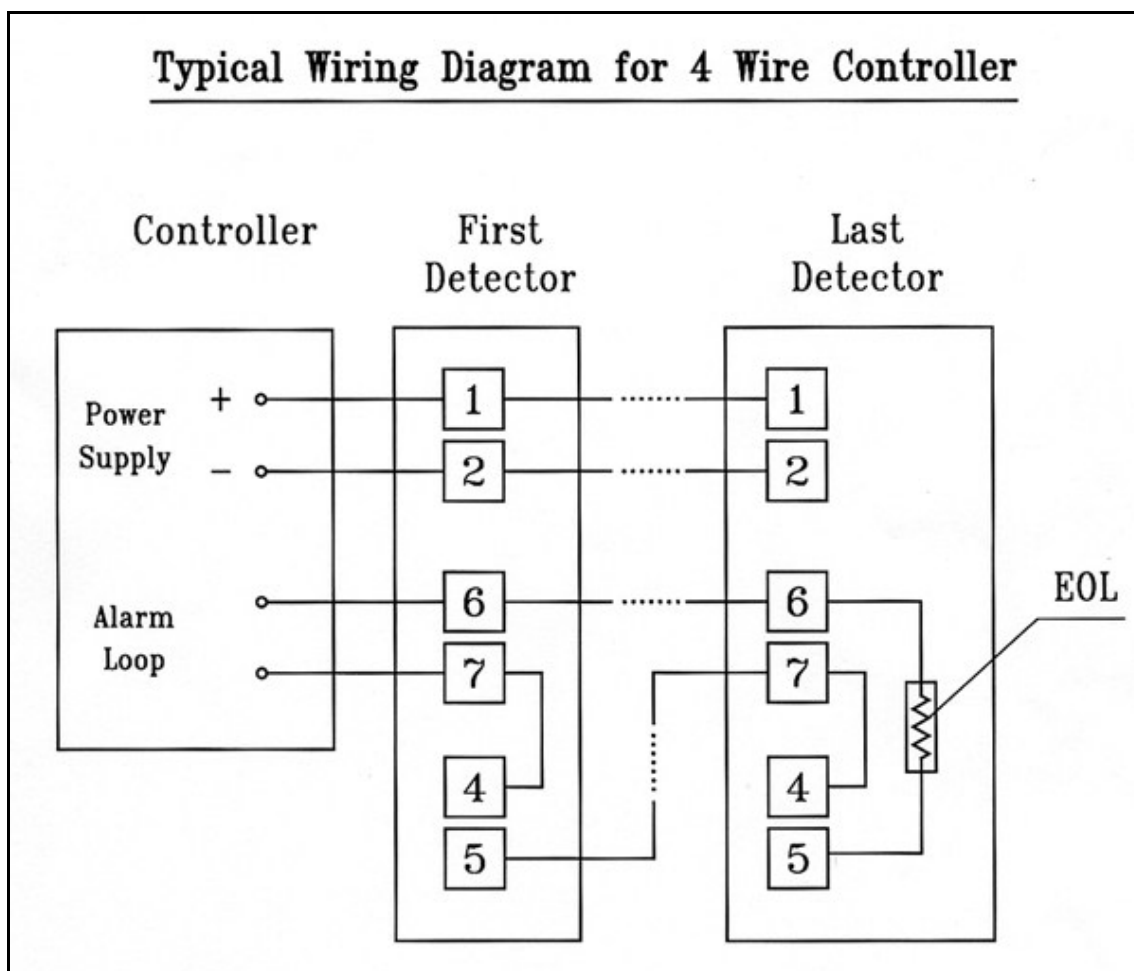 Typical Wiring Diagram for 4 Wire Controller
Controller
First
Detector
Last
Detector
Power
Supply
+
-
Alarm
Loop
1
2
6
7
4
5
1
2
6
7
4
5
EOL